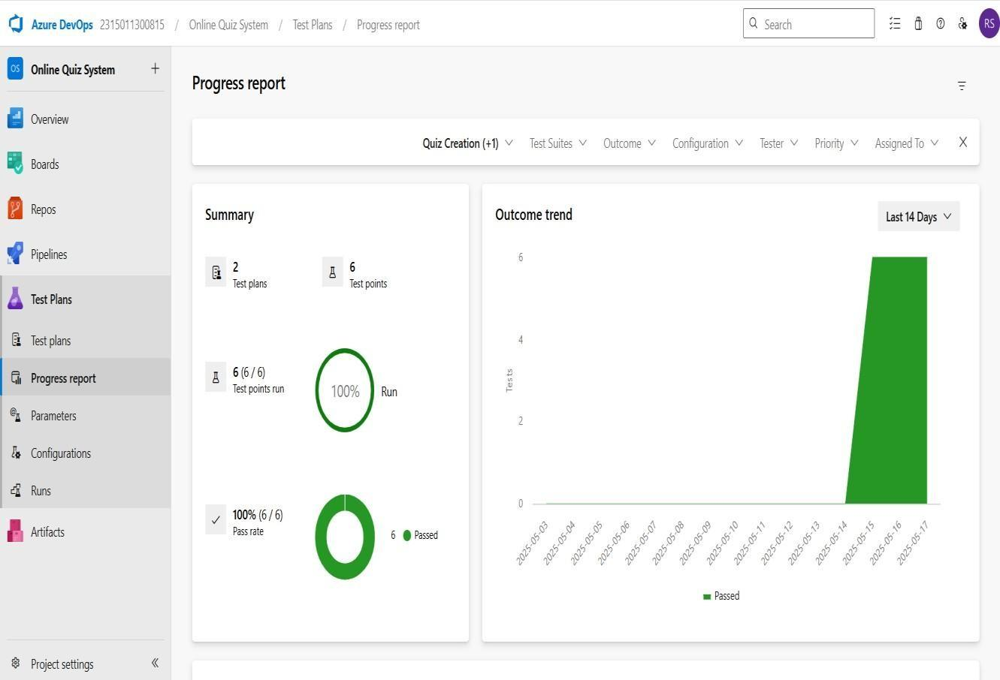 Azure DevOps 2315011300815 / Online Quiz System / Test Plans / Progress report
Search
RS
OS Online Quiz System +
Overview
Boards
Repos
Pipelines
Test Plans
Test plans
Progress report
Parameters
Configurations
Runs
Artifacts
Project settings
Progress report
Quiz Creation (+1) Test Suites Outcome Configuration Tester Priority Assigned To X
Summary
2
Test plans
6
Test points
6 (6 / 6)
Test points run
100%
Run
100% (6 / 6)
Pass rate
6 Passed
Outcome trend
Last 14 Days
6
4
2
0
Tests
2025-05-03
2025-05-04
2025-05-05
2025-05-06
2025-05-07
2025-05-08
2025-05-09
2025-05-10
2025-05-11
2025-05-12
2025-05-13
2025-05-14
2025-05-15
2025-05-16
2025-05-17
Passed